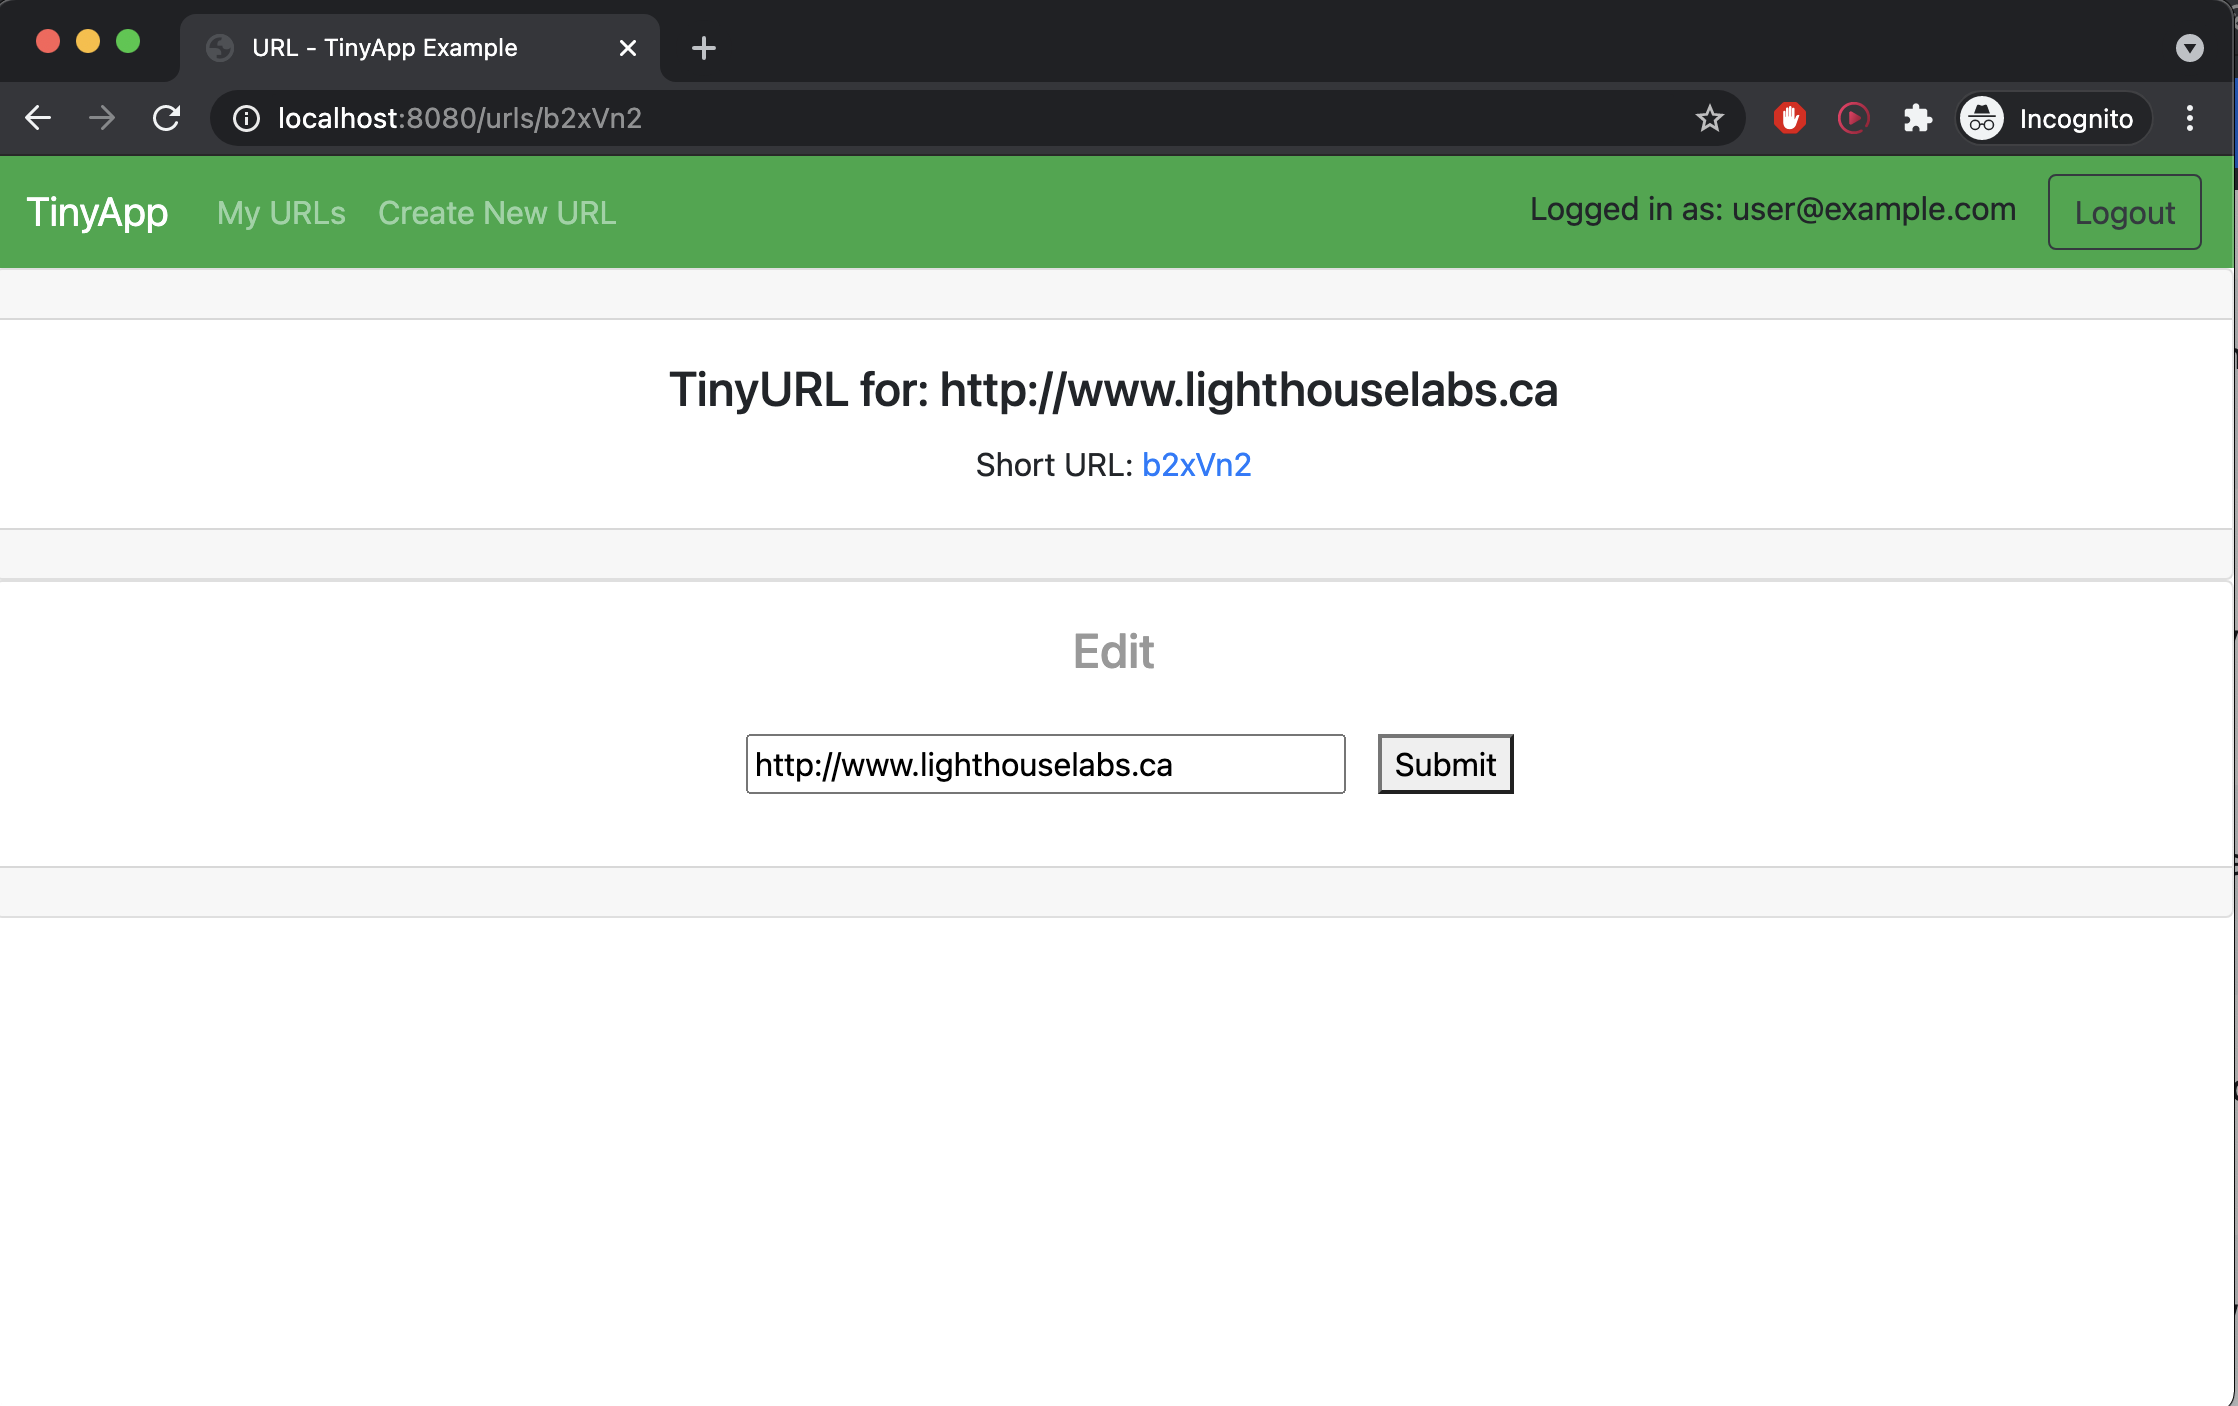 URL - TinyApp Example
localhost:8080/urls/b2xVn2
Incognito
TinyApp My URLs Create New URL Logged in as: user@example.com Logout
TinyURL for: http://www.lighthouselabs.ca
Short URL: b2xVn2
Edit
http://www.lighthouselabs.ca Submit